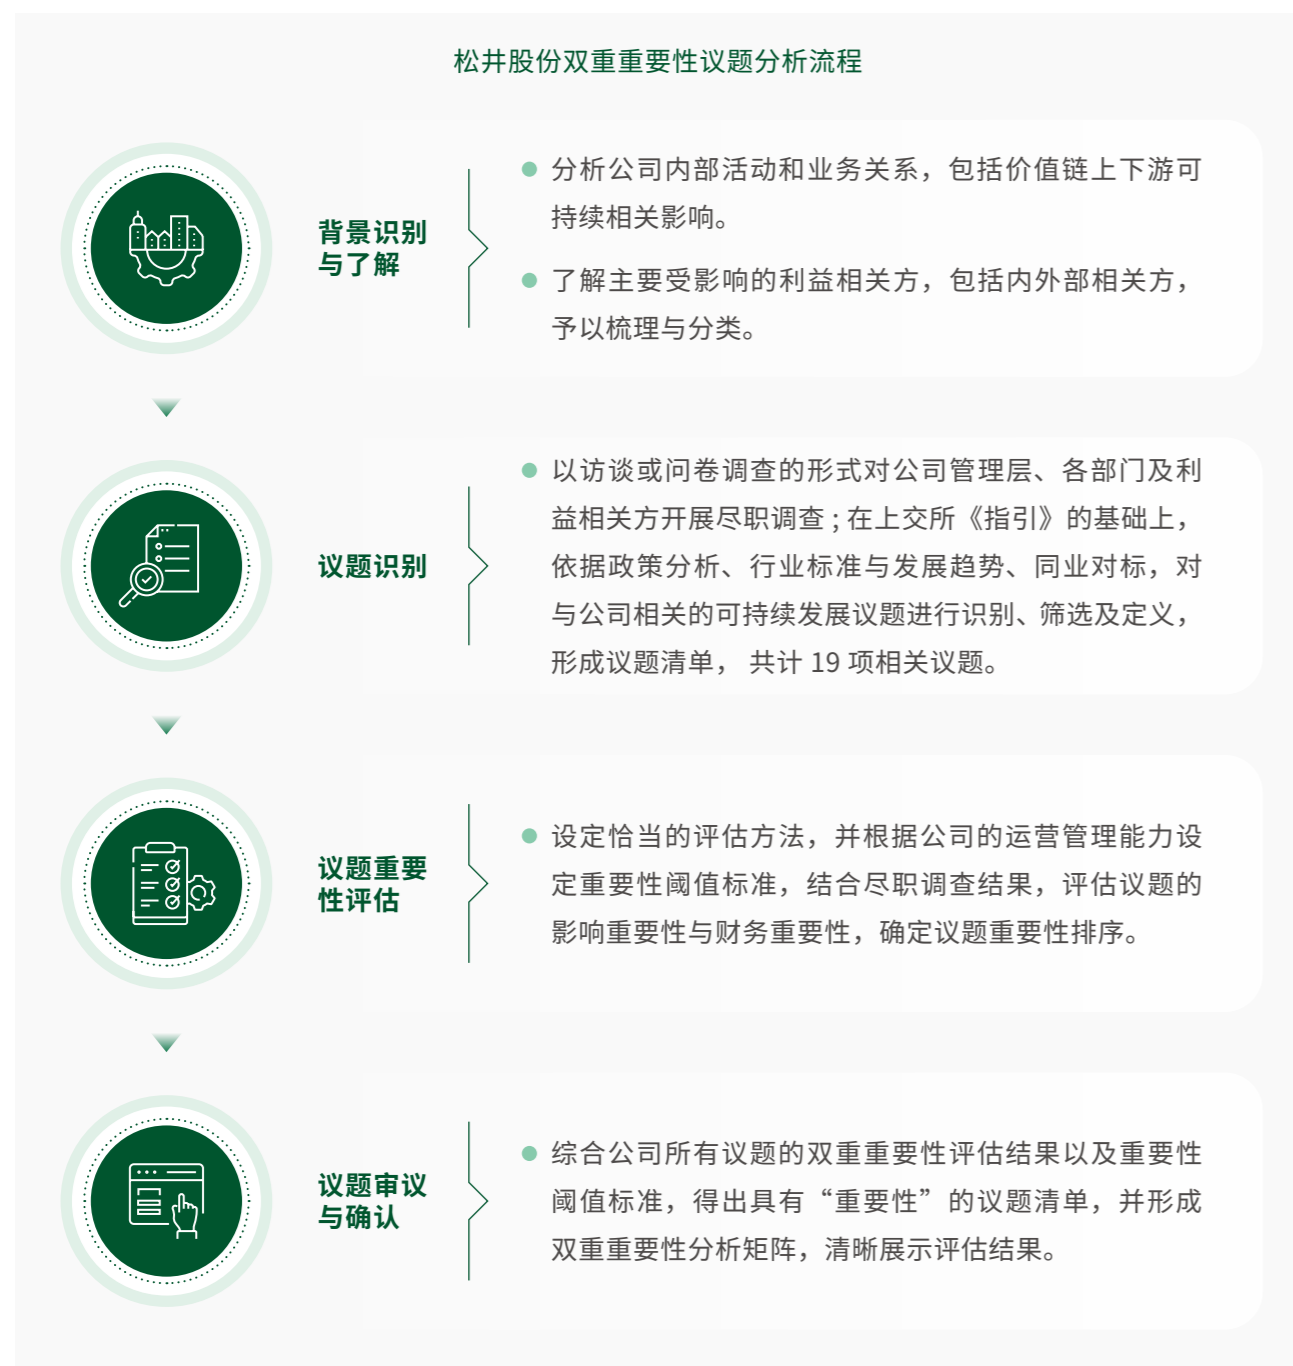 松井股份双重重要性议题分析流程
背景识别
与了解
分析公司内部活动和业务关系，包括价值链上下游可
持续相关影响。
了解主要受影响的利益相关方，包括内外部相关方，
予以梳理与分类。
议题识别
以访谈或问卷调查的形式对公司管理层、各部门及利
益相关方开展尽职调查 ; 在上交所《指引》的基础上，
依据政策分析、行业标准与发展趋势、同业对标，对
与公司相关的可持续发展议题进行识别、筛选及定义，
形成议题清单， 共计 19 项相关议题。
议题重要
性评估
设定恰当的评估方法，并根据公司的运营管理能力设
定重要性阈值标准，结合尽职调查结果，评估议题的
影响重要性与财务重要性，确定议题重要性排序。
议题审议
与确认
综合公司所有议题的双重重要性评估结果以及重要性
阈值标准，得出具有“重要性”的议题清单，并形成
双重重要性分析矩阵，清晰展示评估结果。